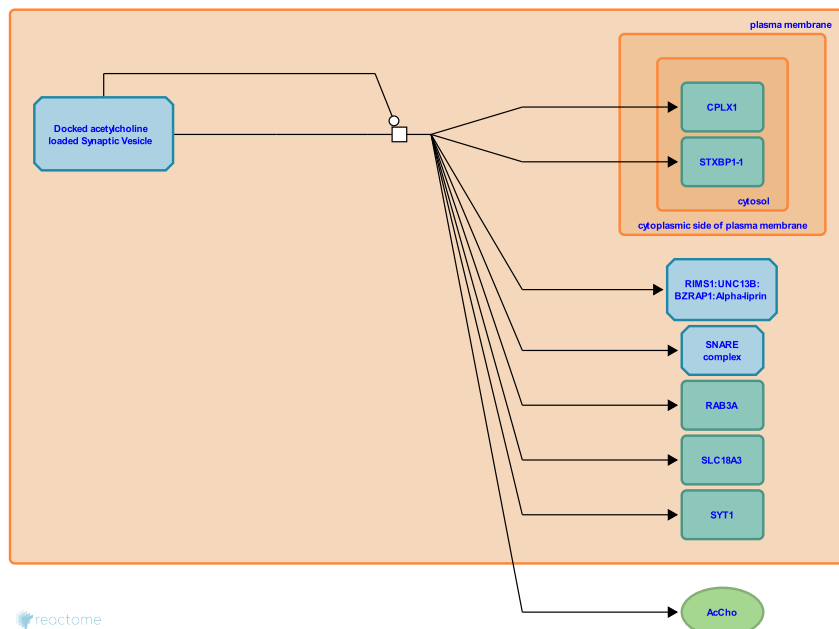 plasma membrane
Docked acetylcholine
loaded Synaptic Vesicle
CPLX1
STXBP1-1
cytosol
cytoplasmic side of plasma membrane
RIMS1:UNC13B:
BZRAP1:Alpha-liprin
SNARE
complex
RAB3A
SLC18A3
SYT1
AcCho
reactome